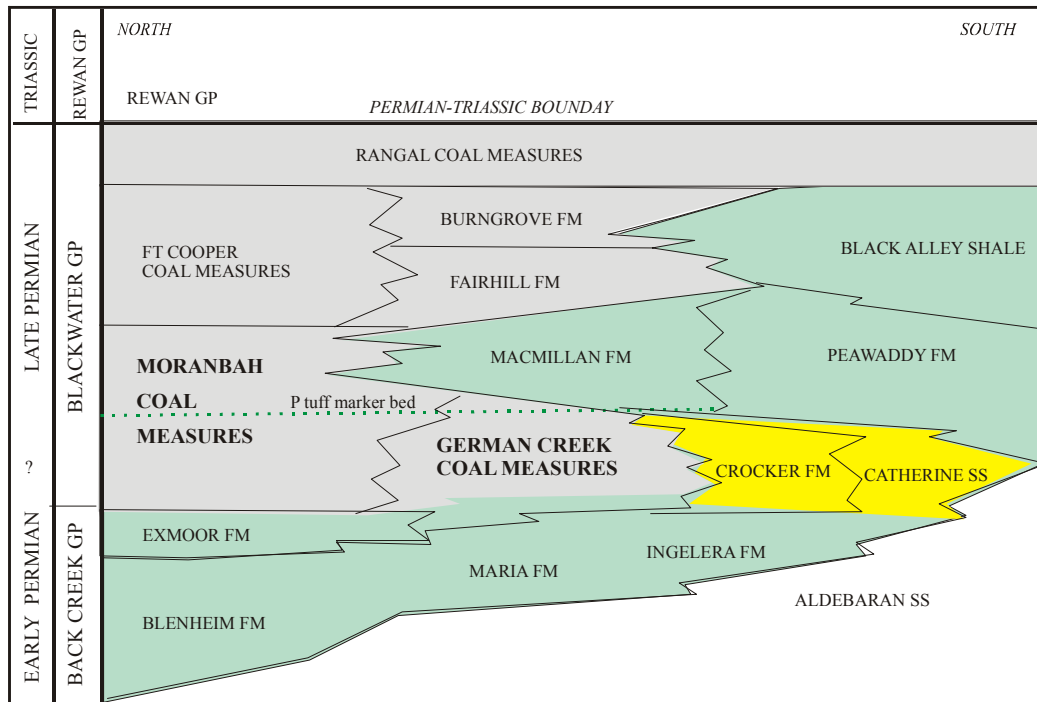 TRIASSIC
REWAN GP
NORTH
SOUTH
REWAN GP
PERMIAN-TRIASSIC BOUNDAY
LATE PERMIAN
BLACKWATER GP
RANGAL COAL MEASURES
BURNGROVE FM
FT COOPER
COAL MEASURES
BLACK ALLEY SHALE
FAIRHILL FM
MORANBAH
COAL
MEASURES
MACMILLAN FM
PEAWADDY FM
P tuff marker bed
?
GERMAN CREEK
COAL MEASURES
CROCKER FM
CATHERINE SS
EARLY PERMIAN
BACK CREEK GP
EXMOOR FM
INGELERA FM
MARIA FM
ALDEBARAN SS
BLENHEIM FM